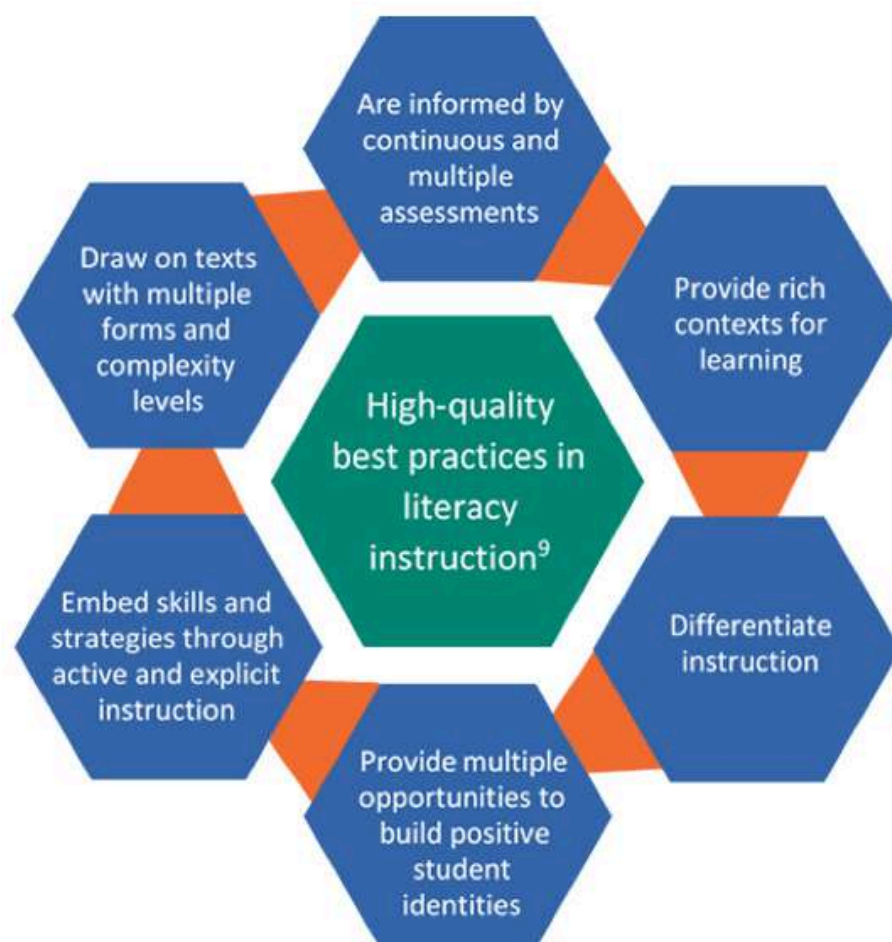 Are informed by
continuous and
multiple
assessments
Provide rich
contexts for
learning
Differentiate
instruction
Provide multiple
opportunities to
build positive
student
identities
Embed skills and
strategies through
active and explicit
instruction
Draw on texts
with multiple
forms and
complexity
levels
High-quality
best practices in
literacy
instruction⁹